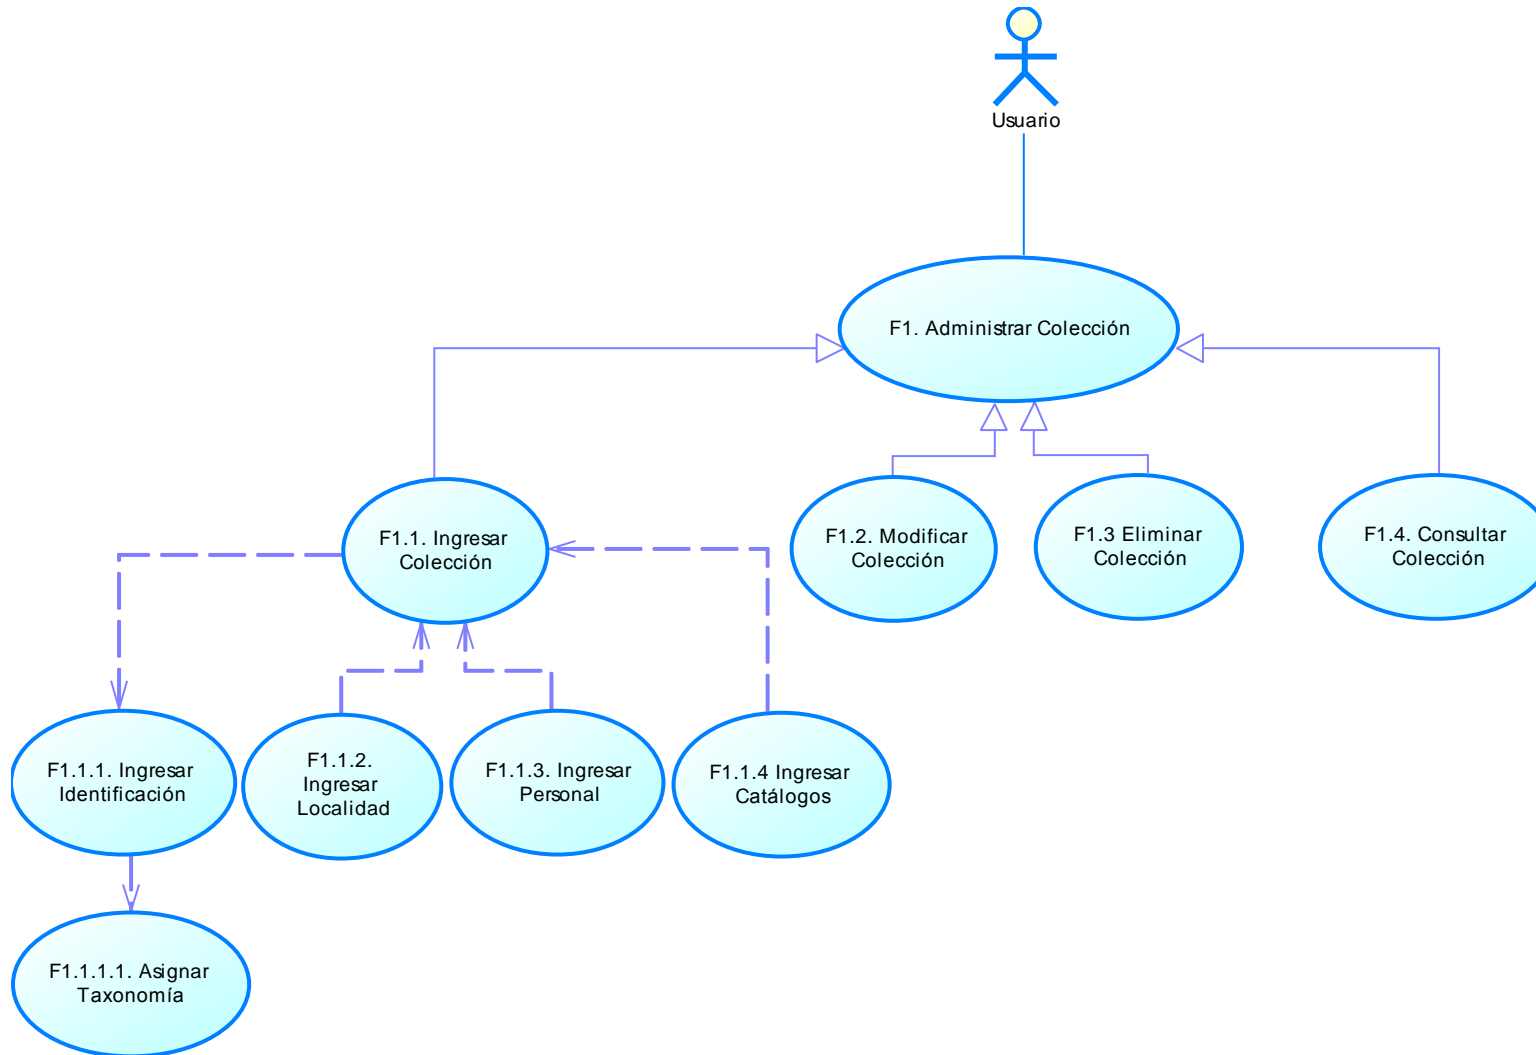 Usuario
F1. Administrar Colección
F1.1. Ingresar
Colección
F1.2. Modificar
Colección
F1.3 Eliminar
Colección
F1.4. Consultar
Colección
F1.1.1. Ingresar
Identificación
F1.1.2.
Ingresar
Localidad
F1.1.3. Ingresar
Personal
F1.1.4 Ingresar
Catálogos
F1.1.1.1. Asignar
Taxonomía